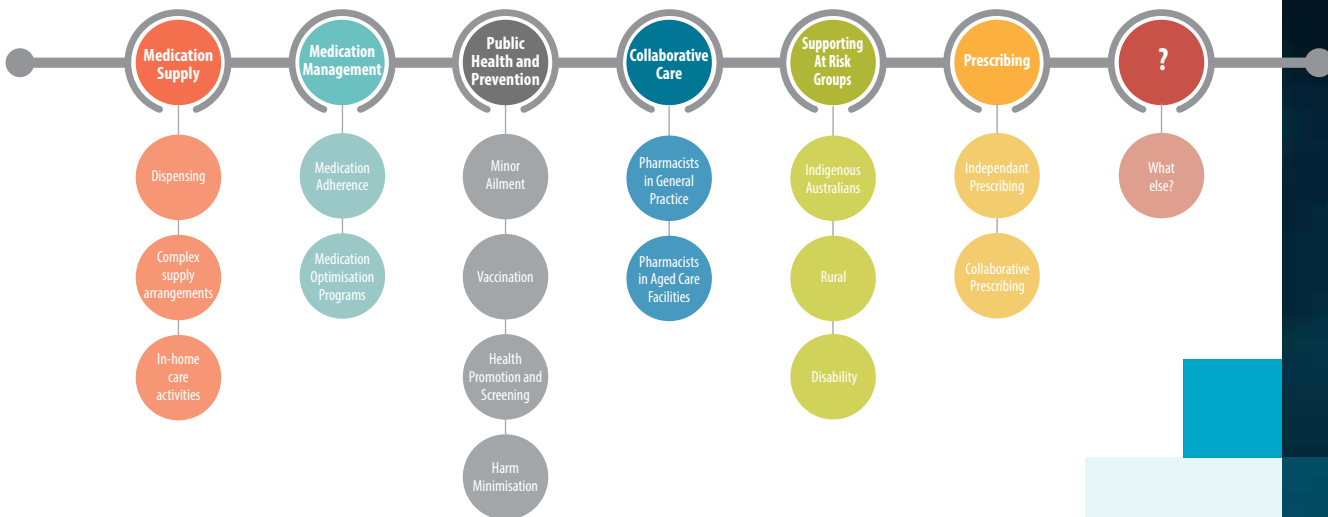 Medication
Supply
Medication
Management
Public
Health and
Prevention
Collaborative
Care
Supporting
At Risk
Groups
Prescribing
?
Dispensing
Complex
supply
arrangements
In-home
care
activities
Medication
Adherence
Medication
Optimisation
Programs
Minor
Ailment
Vaccination
Health
Promotion and
Screening
Harm
Minimisation
Pharmacists
in General
Practice
Pharmacists
in Aged Care
Facilities
Indigenous
Australians
Rural
Disability
Independant
Prescribing
Collaborative
Prescribing
What
else?